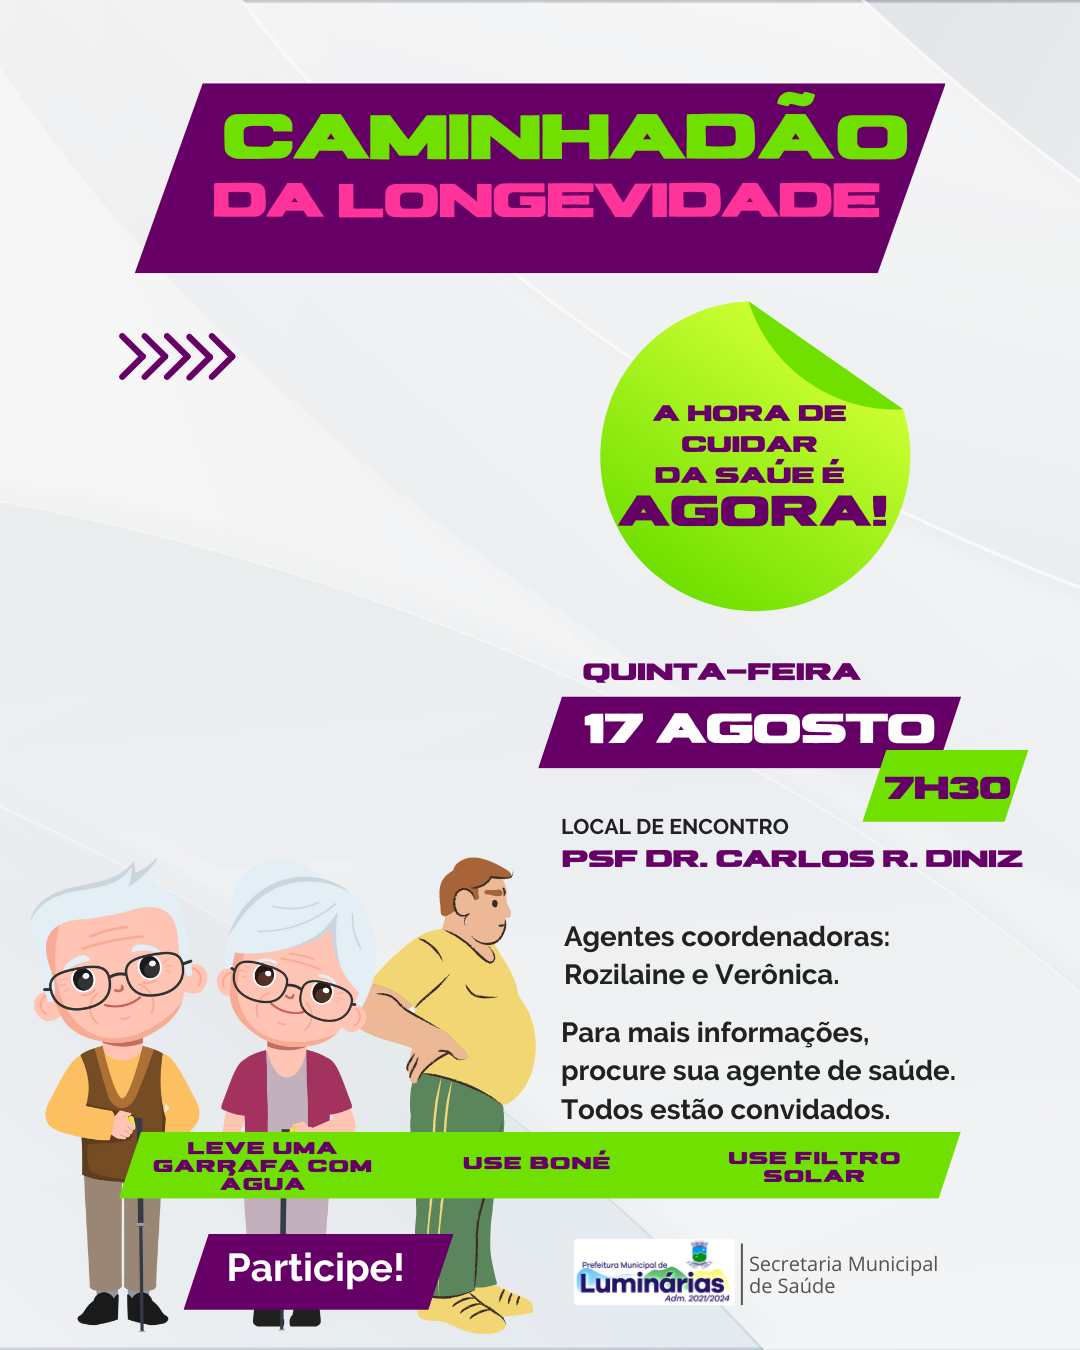 CAMINHADÃO
DA LONGEVIDADE
A HORA DE
CUIDAR
DA SAÚE É
AGORA!
QUINTA-FEIRA
17 AGOSTO
7H30
LOCAL DE ENCONTRO
PSF DR. CARLOS R. DINIZ
Agentes coordenadoras:
Rozilaine e Verônica.
Para mais informações,
procure sua agente de saúde.
Todos estão convidados.
LEVE UMA
GARRAFA COM
ÁGUA
USE BONÉ
USE FILTRO
SOLAR
Participe!
Prefeitura Municipal de
Luminárias
Adm. 2021/2024
Secretaria Municipal
de Saúde